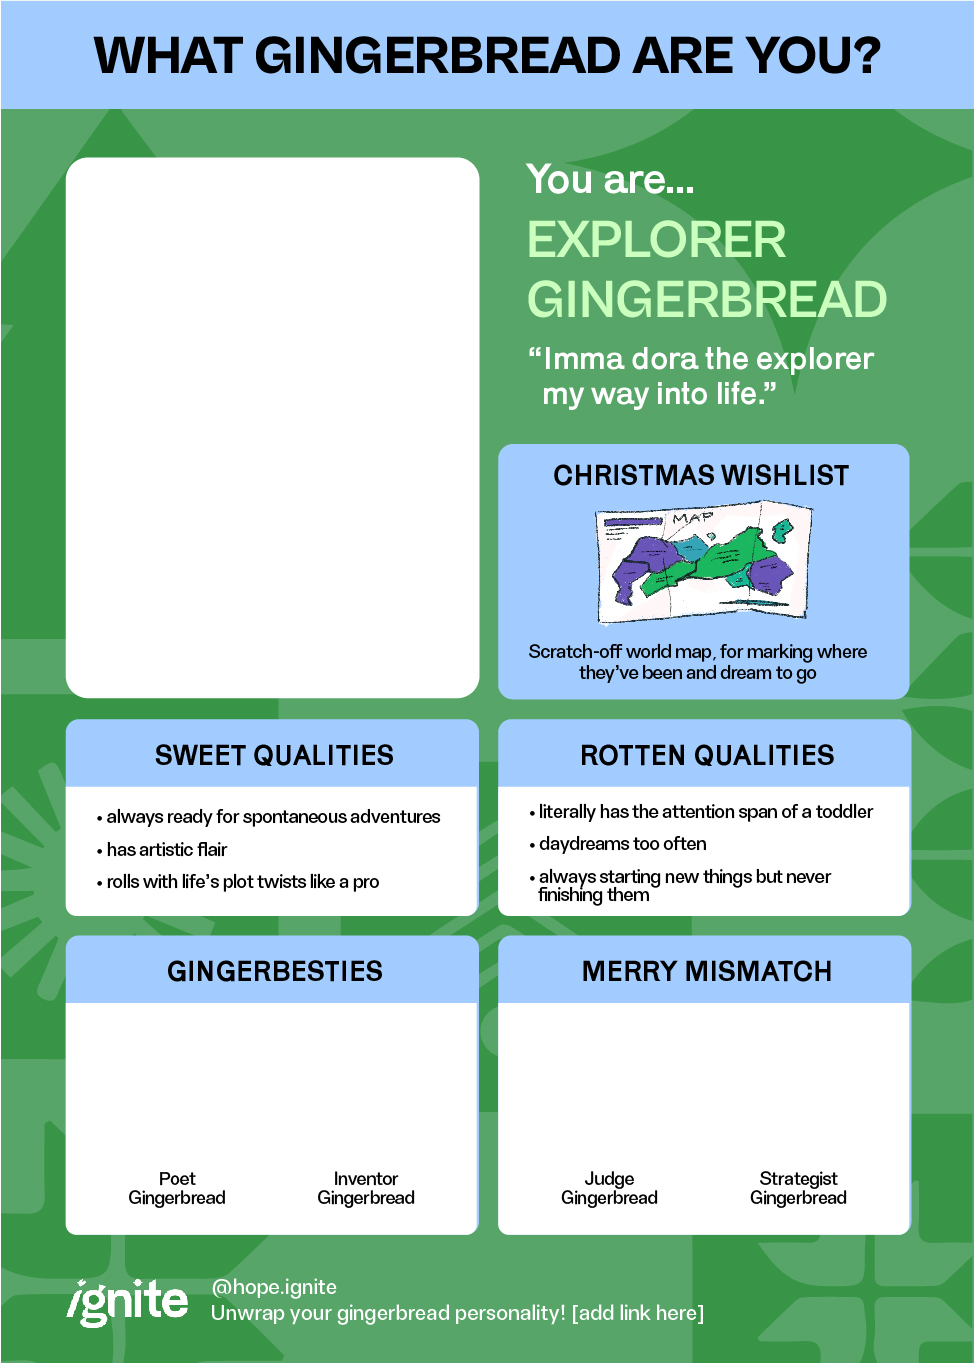 WHAT GINGERBREAD ARE YOU?
You are...
EXPLORER
GINGERBREAD
“Imma dora the explorer
my way into life.”
CHRISTMAS WISHLIST
MAP
Scratch-off world map, for marking where
they’ve been and dream to go
SWEET QUALITIES
• always ready for spontaneous adventures
• has artistic flair
• rolls with life’s plot twists like a pro
ROTTEN QUALITIES
• literally has the attention span of a toddler
• daydreams too often
• always starting new things but never
finishing them
GINGERBESTIES
Poet
Gingerbread
Inventor
Gingerbread
MERRY MISMATCH
Judge
Gingerbread
Strategist
Gingerbread
ignite
@hope.ignite
Unwrap your gingerbread personality! [add link here]